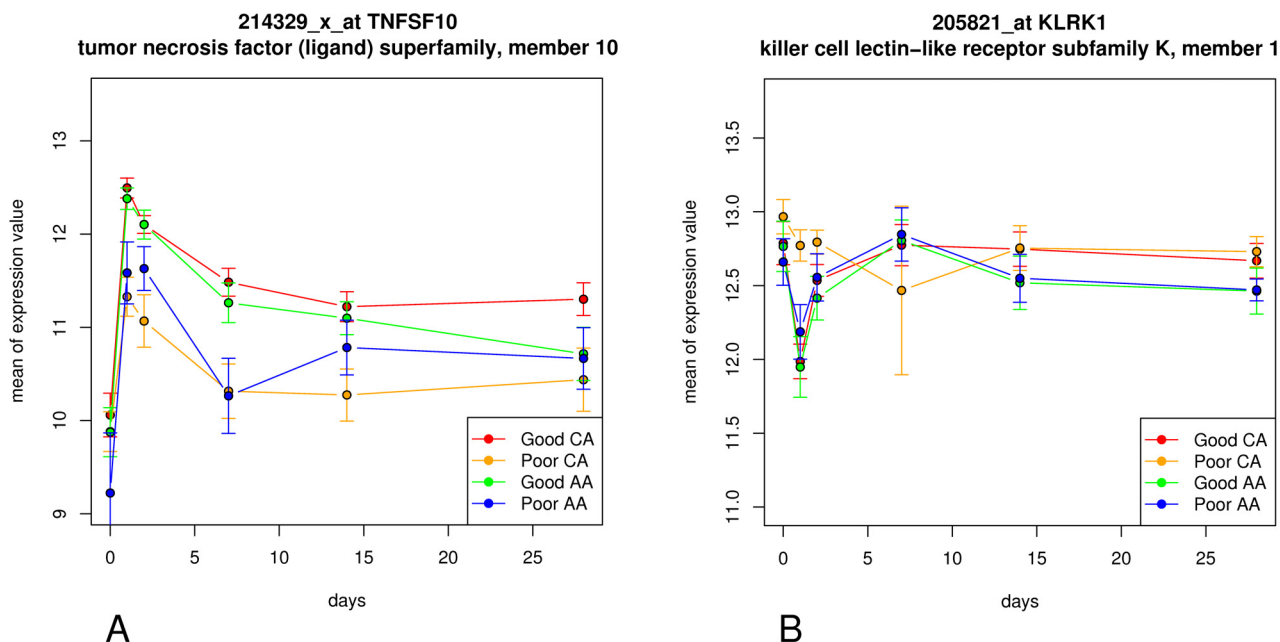 214329_x_at TNFSF10
tumor necrosis factor (ligand) superfamily, member 10
mean of expression value
13
12
11
10
9
0 5 10 15 20 25
days
Good CA
Poor CA
Good AA
Poor AA
A
205821_at KLRK1
killer cell lectin−like receptor subfamily K, member 1
mean of expression value
13.5
13.0
12.5
12.0
11.5
11.0
0 5 10 15 20 25
days
Good CA
Poor CA
Good AA
Poor AA
B